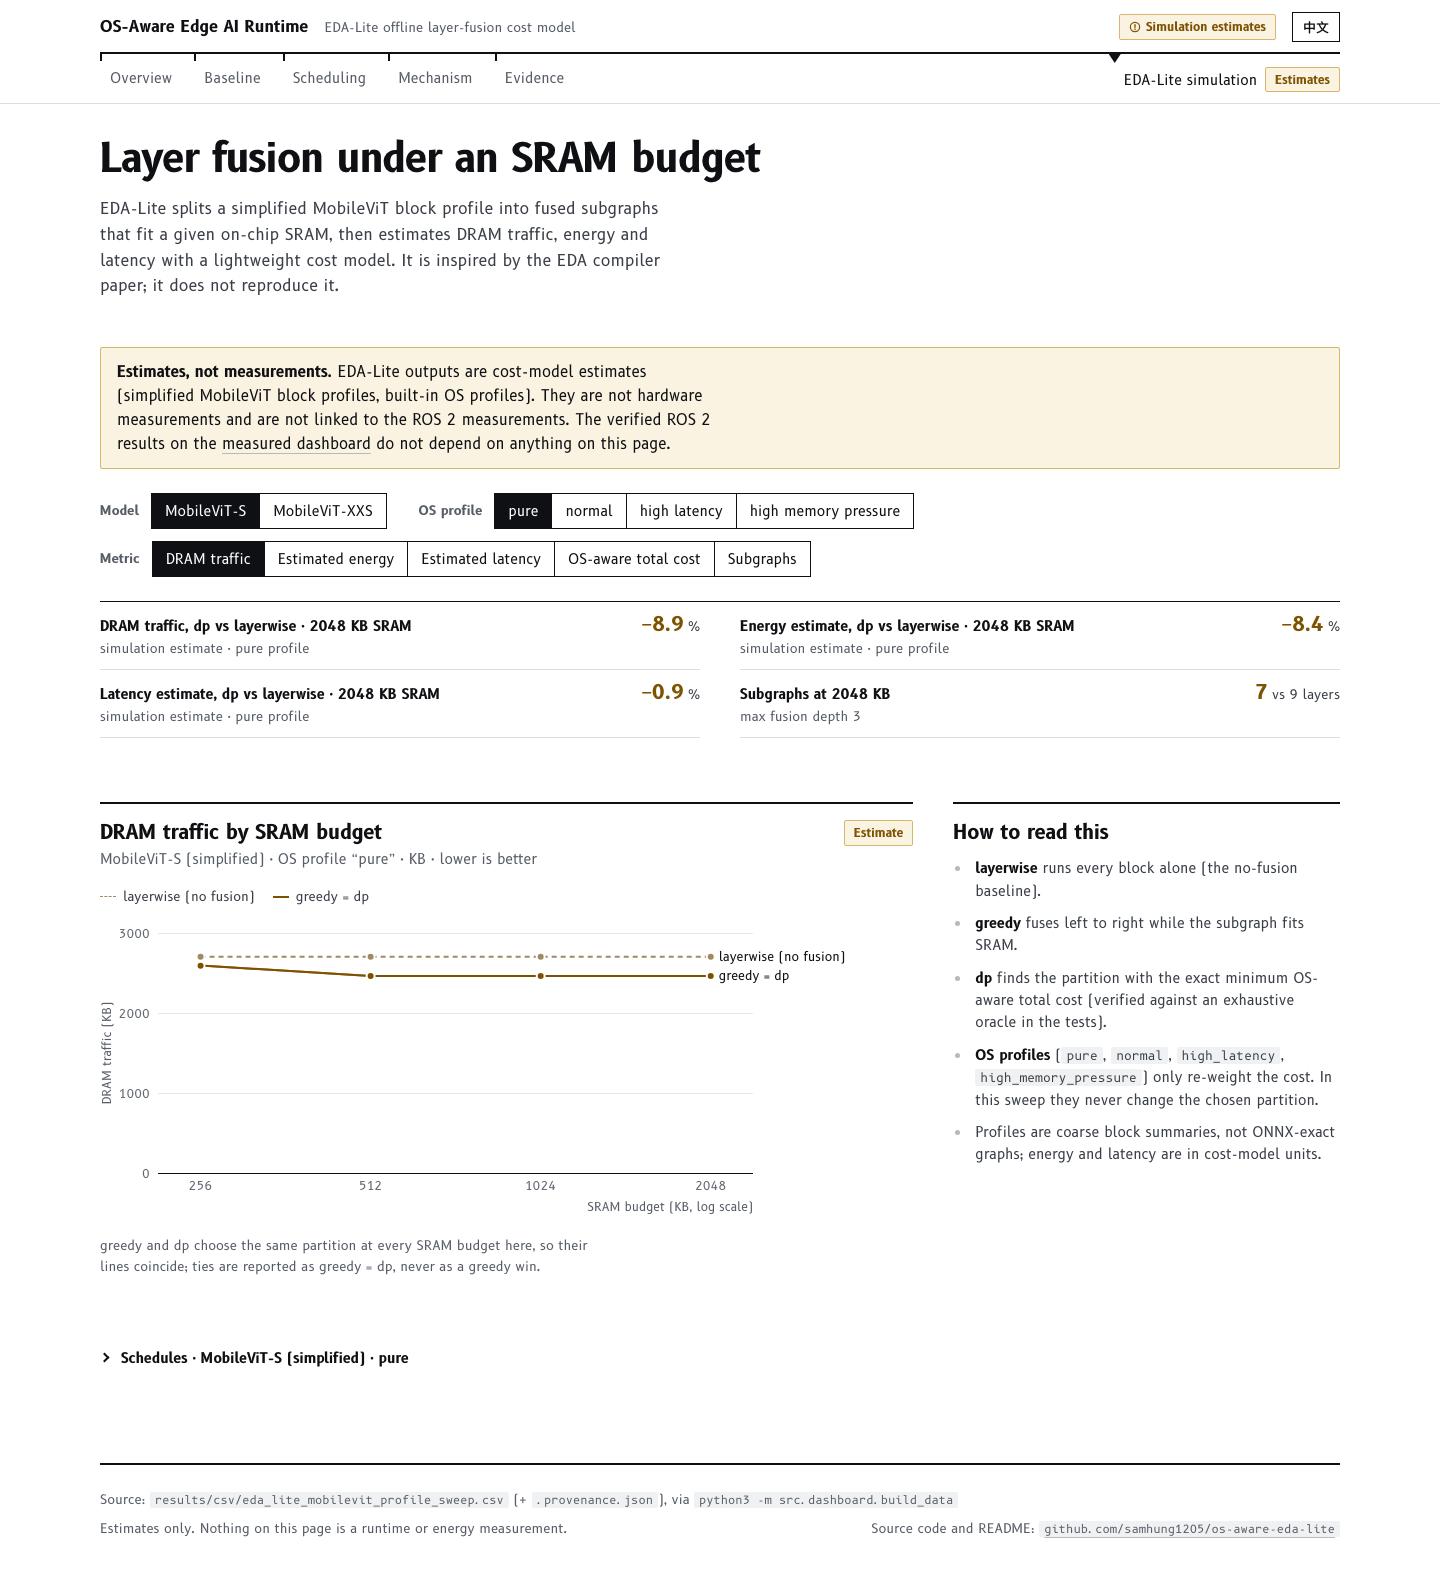 OS-Aware Edge AI Runtime EDA-Lite offline layer-fusion cost model
Simulation estimates 中文
Overview Baseline Scheduling Mechanism Evidence EDA-Lite simulation Estimates
Layer fusion under an SRAM budget
EDA-Lite splits a simplified MobileViT block profile into fused subgraphs
that fit a given on-chip SRAM, then estimates DRAM traffic, energy and
latency with a lightweight cost model. It is inspired by the EDA compiler
paper; it does not reproduce it.
Estimates, not measurements. EDA-Lite outputs are cost-model estimates
(simplified MobileViT block profiles, built-in OS profiles). They are not hardware
measurements and are not linked to the ROS 2 measurements. The verified ROS 2
results on the measured dashboard do not depend on anything on this page.
Model MobileViT-S MobileViT-XXS OS profile pure normal high latency high memory pressure
Metric DRAM traffic Estimated energy Estimated latency OS-aware total cost Subgraphs
DRAM traffic, dp vs layerwise · 2048 KB SRAM −8.9 %
simulation estimate · pure profile
Energy estimate, dp vs layerwise · 2048 KB SRAM −8.4 %
simulation estimate · pure profile
Latency estimate, dp vs layerwise · 2048 KB SRAM −0.9 %
simulation estimate · pure profile
Subgraphs at 2048 KB 7 vs 9 layers
max fusion depth 3
DRAM traffic by SRAM budget Estimate
MobileViT-S (simplified) · OS profile “pure” · KB · lower is better
layerwise (no fusion) greedy = dp
3000
layerwise (no fusion)
greedy = dp
2000
DRAM traffic (KB)
1000
0
256 512 1024 2048
SRAM budget (KB, log scale)
greedy and dp choose the same partition at every SRAM budget here, so their
lines coincide; ties are reported as greedy = dp, never as a greedy win.
How to read this
layerwise runs every block alone (the no-fusion
baseline).
greedy fuses left to right while the subgraph fits
SRAM.
dp finds the partition with the exact minimum OS-
aware total cost (verified against an exhaustive
oracle in the tests).
OS profiles (pure, normal, high_latency,
high_memory_pressure) only re-weight the cost. In
this sweep they never change the chosen partition.
Profiles are coarse block summaries, not ONNX-exact
graphs; energy and latency are in cost-model units.
Schedules · MobileViT-S (simplified) · pure
Source: results/csv/eda_lite_mobilevit_profile_sweep.csv (+ .provenance.json), via python3 -m src.dashboard.build_data
Estimates only. Nothing on this page is a runtime or energy measurement.
Source code and README: github.com/samhung1205/os-aware-eda-lite